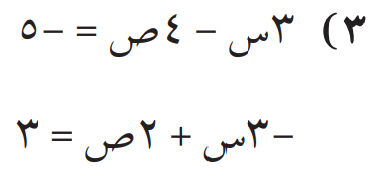 ٣) ٣س − ٤ص = −٥
−٣س + ٢ص = ٣